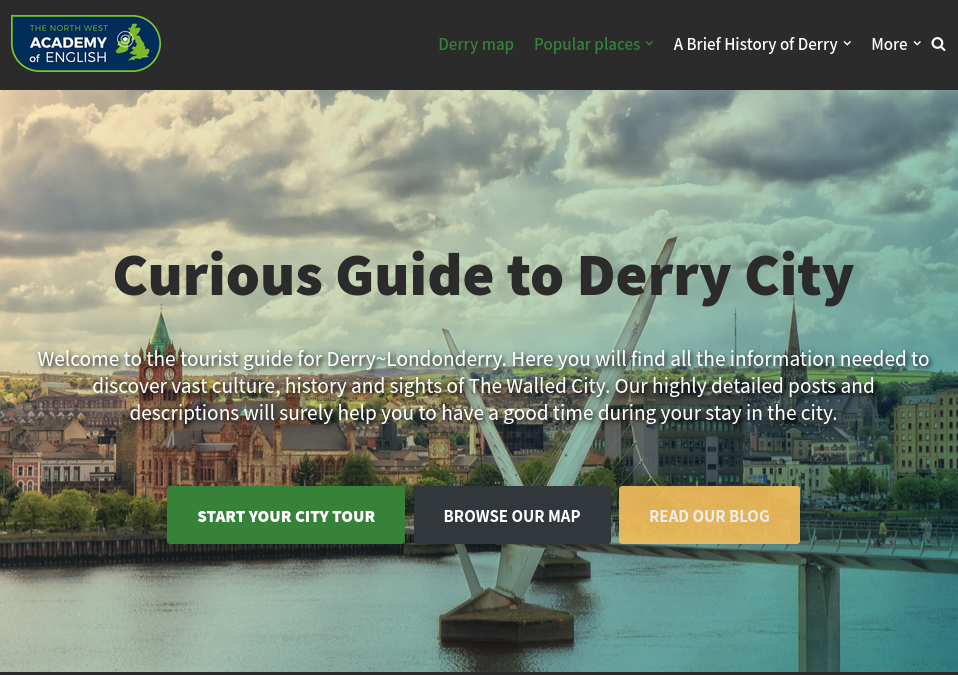 THE NORTH WEST
ACADEMY
of ENGLISH
Derry map Popular places A Brief History of Derry More
Curious Guide to Derry City
Welcome to the tourist guide for Derry~Londonderry. Here you will find all the information needed to
discover vast culture, history and sights of The Walled City. Our highly detailed posts and
descriptions will surely help you to have a good time during your stay in the city.
START YOUR CITY TOUR BROWSE OUR MAP READ OUR BLOG